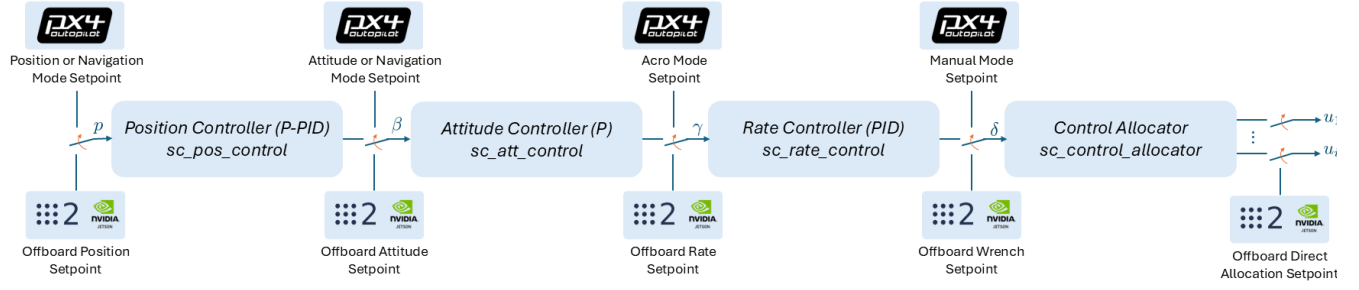 px4
autopilot
px4
autopilot
px4
autopilot
px4
autopilot
Position or Navigation
Mode Setpoint
Attitude or Navigation
Mode Setpoint
Acro Mode
Setpoint
Manual Mode
Setpoint
p
Position Controller (P-PID)
sc_pos_control
β
Attitude Controller (P)
sc_att_control
γ
Rate Controller (PID)
sc_rate_control
δ
Control Allocator
sc_control_allocator
u₁
⋮
uᵢ
2
NVIDIA.
JETSON
2
NVIDIA.
JETSON
2
NVIDIA.
JETSON
2
NVIDIA.
JETSON
2
NVIDIA.
JETSON
Offboard Position
Setpoint
Offboard Attitude
Setpoint
Offboard Rate
Setpoint
Offboard Wrench
Setpoint
Offboard Direct
Allocation Setpoint